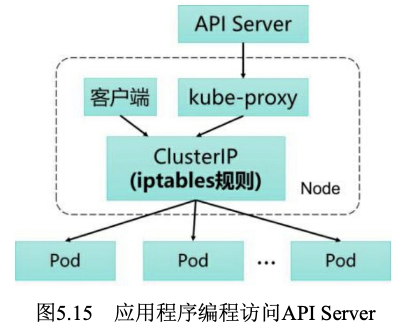 API Server
客户端
kube-proxy
ClusterIP
(iptables规则)
Node
Pod
Pod
...
Pod
图5.15 应用程序编程访问API Server